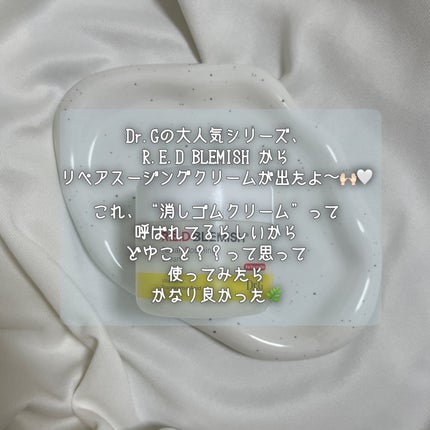 Dr.Gの大人気シリーズ、
R.E.D BLEMISH から
リペアスージングクリームが出たよ〜🙌🏻🤍
これ、“消しゴムクリーム”って
呼ばれてるらしいから
どゆこと？？って思って
使ってみたら
かなり良かった🌿
R.E.D BLEMISH